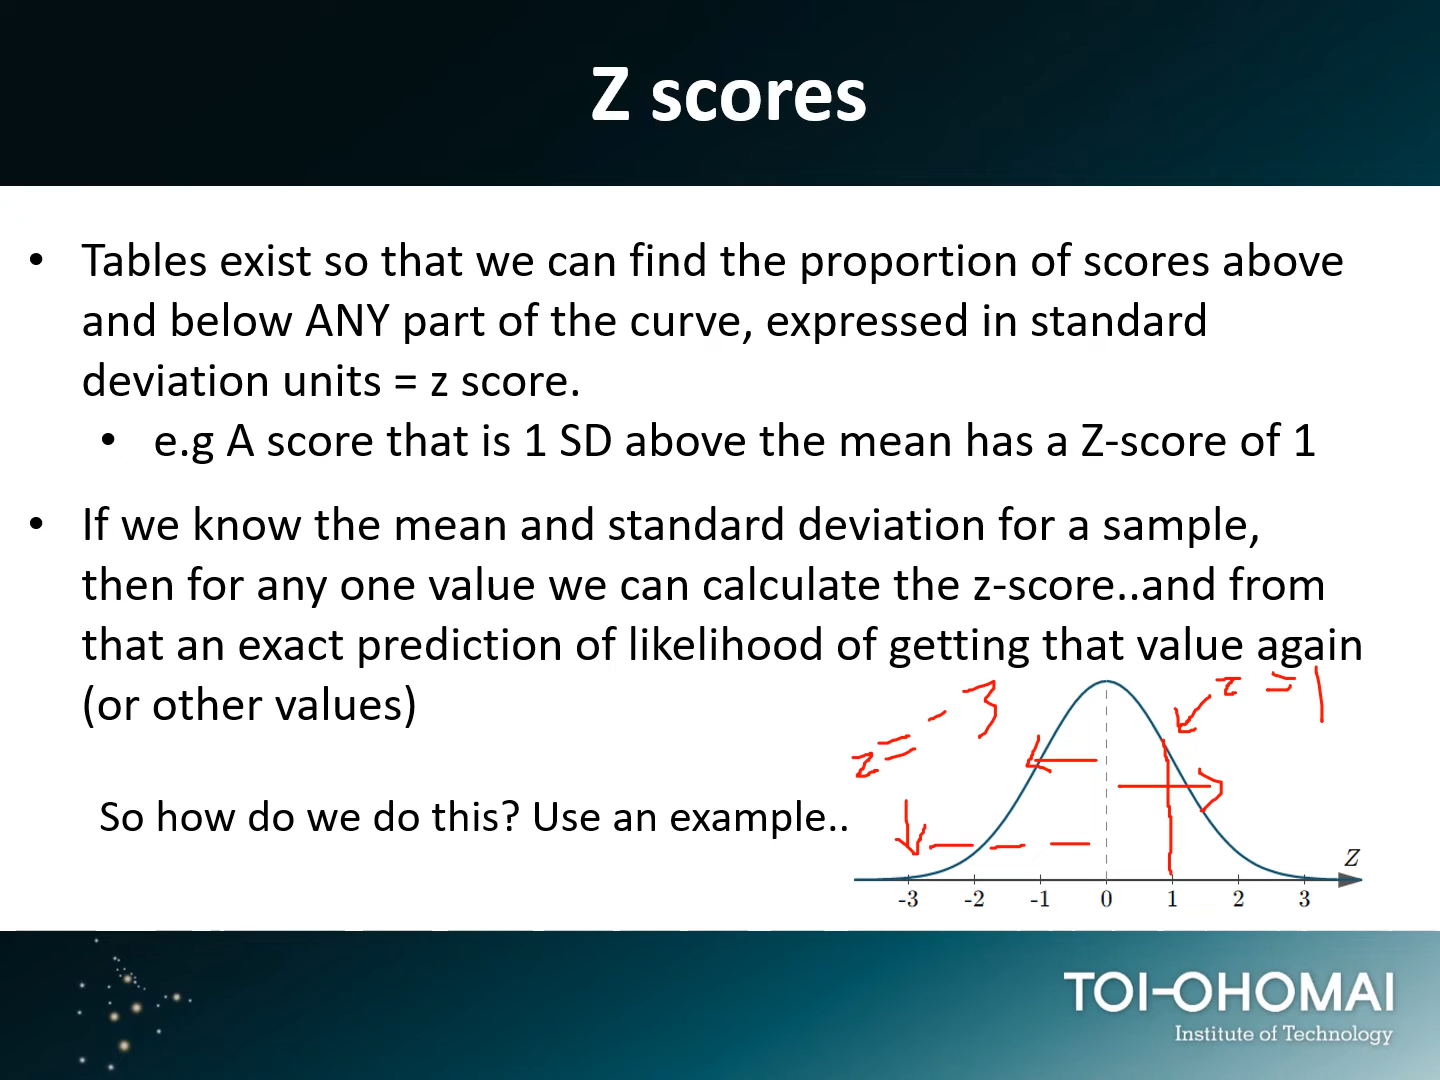 Z scores
• Tables exist so that we can find the proportion of scores above
and below ANY part of the curve, expressed in standard
deviation units = z score.
• e.g A score that is 1 SD above the mean has a Z-score of 1
• If we know the mean and standard deviation for a sample,
then for any one value we can calculate the z-score..and from
that an exact prediction of likelihood of getting that value again
(or other values)
z = -3
z = 1
So how do we do this? Use an example..
Z
-3 -2 -1 0 1 2 3
TOI-OHOMAI
Institute of Technology